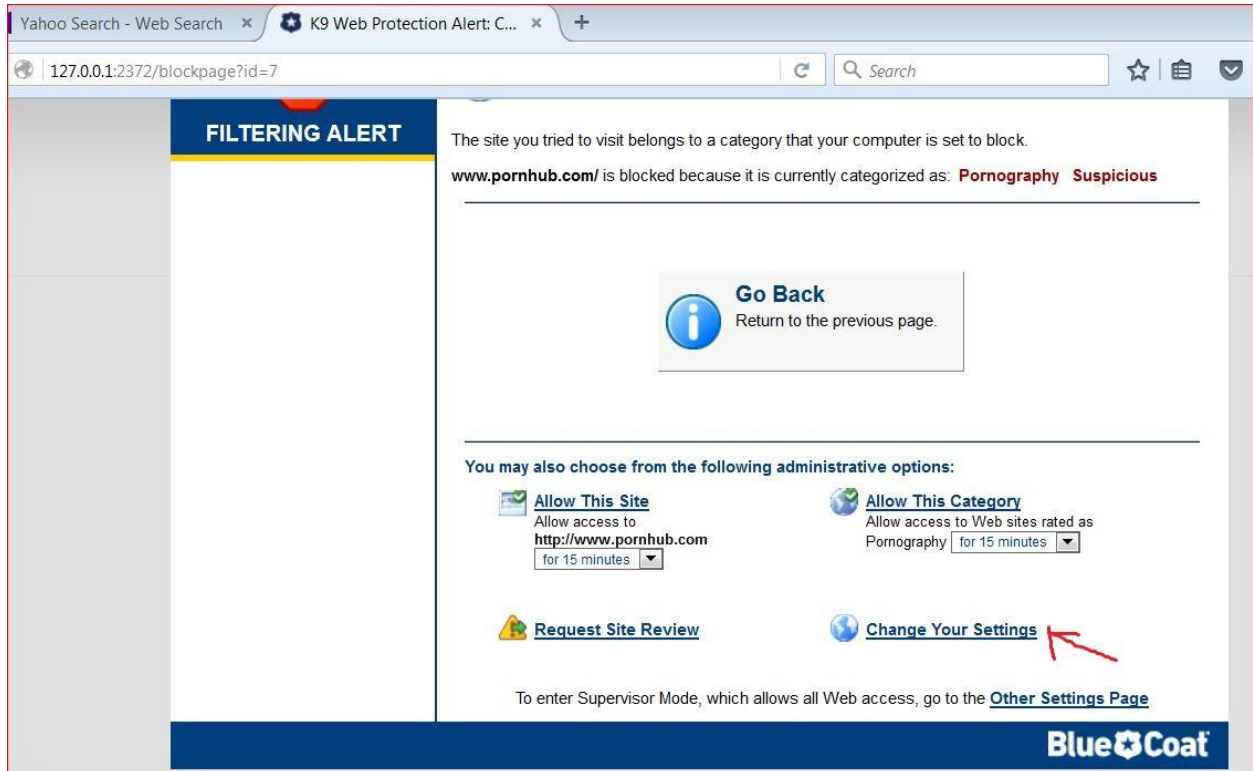 Yahoo Search - Web Search
K9 Web Protection Alert: C...
127.0.0.1:2372/blockpage?id=7
Search
FILTERING ALERT
The site you tried to visit belongs to a category that your computer is set to block.
www.pornhub.com/ is blocked because it is currently categorized as: Pornography Suspicious
Go Back
Return to the previous page.
You may also choose from the following administrative options:
Allow This Site
Allow access to
http://www.pornhub.com
for 15 minutes
Allow This Category
Allow access to Web sites rated as
Pornography for 15 minutes
Request Site Review
Change Your Settings
To enter Supervisor Mode, which allows all Web access, go to the Other Settings Page
Blue Coat